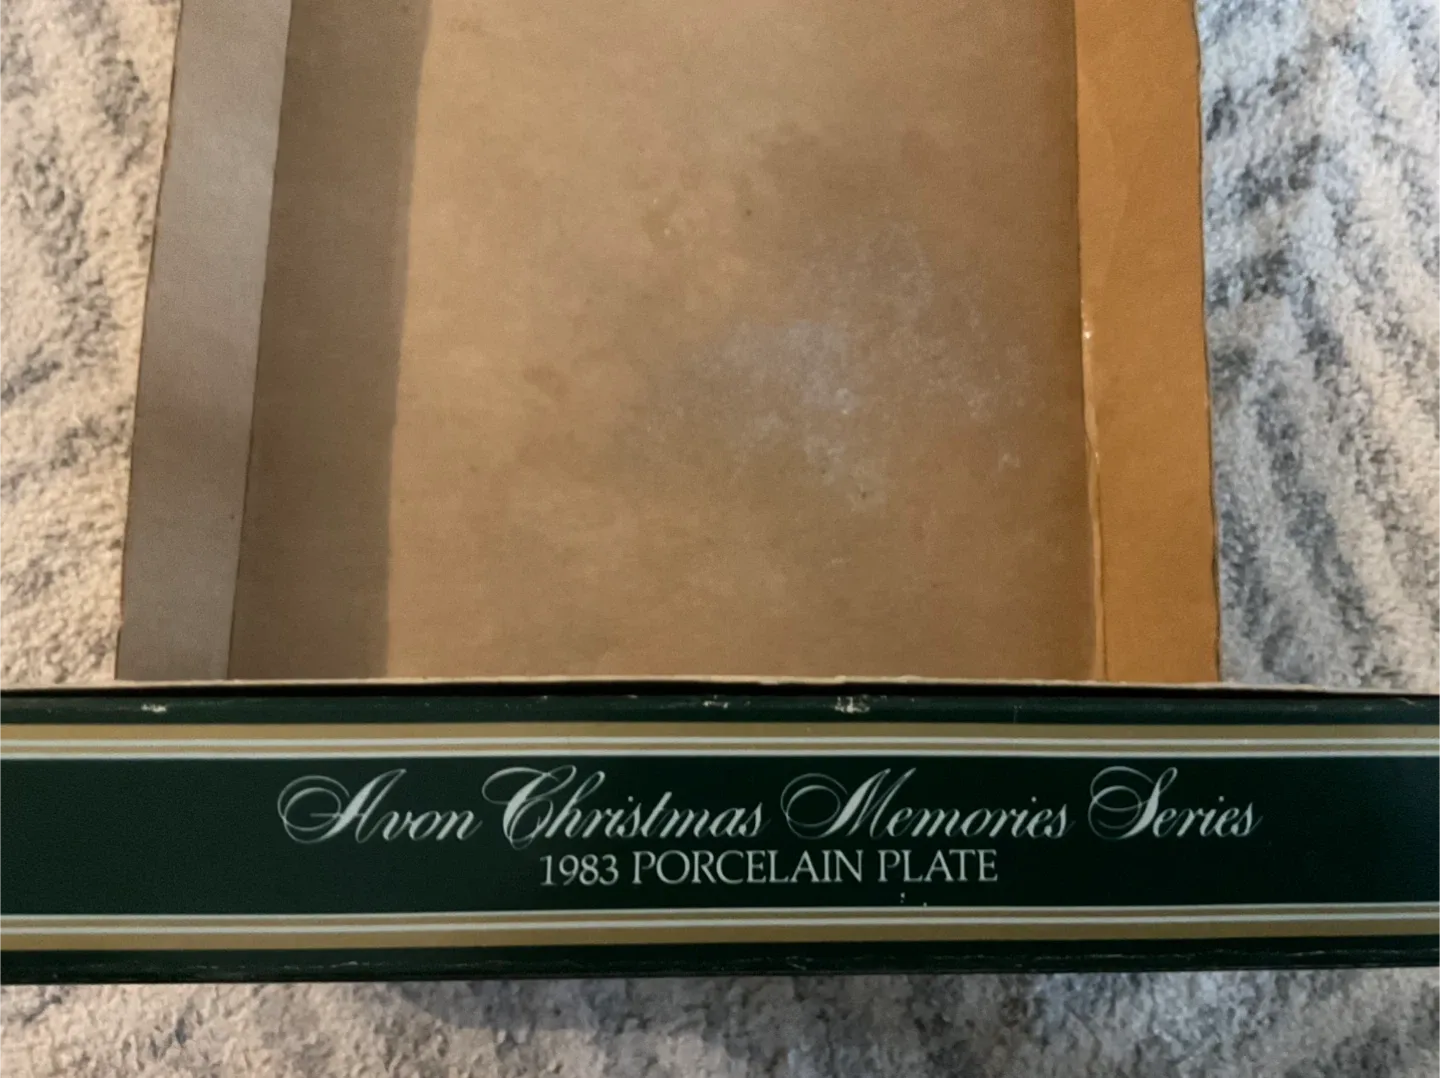 Avon Christmas Memories Series
1983 PORCELAIN PLATE